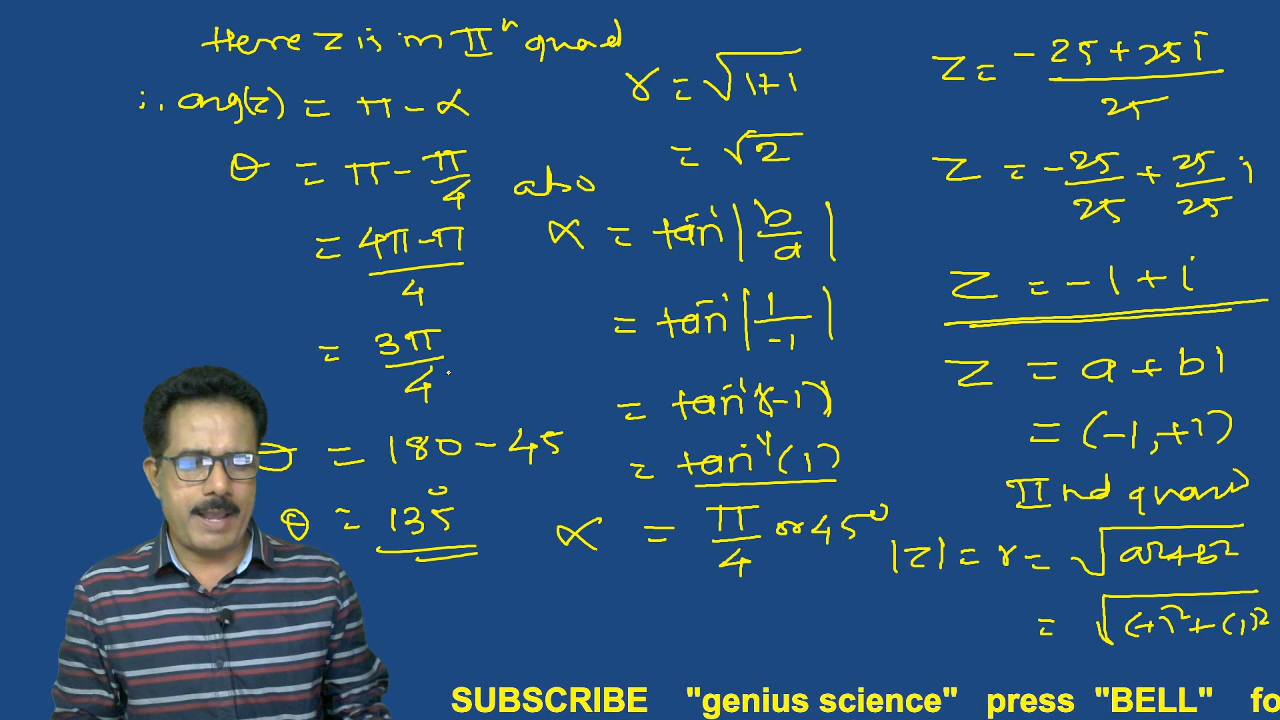 Here z is in IIⁿ quad
∴ arg(z) = π - α
θ = π - π/4
= 4π-π/4
= 3π/4
θ = 180 - 45
θ = 135°
r = √1+1
= √2
also
α = tan⁻¹|b/a|
= tan⁻¹|1/-1|
= tan⁻¹|-1|
= tan⁻¹(1)
α = π/4 or 45°
z = -25+25i/25
z = -25/25 + 25/25 i
z = -1 + i
z = a + bi
= (-1, +1)
II nd quad
|z| = r = √a²+b²
= √(-1)²+(1)²
SUBSCRIBE "genius science" press "BELL" fo